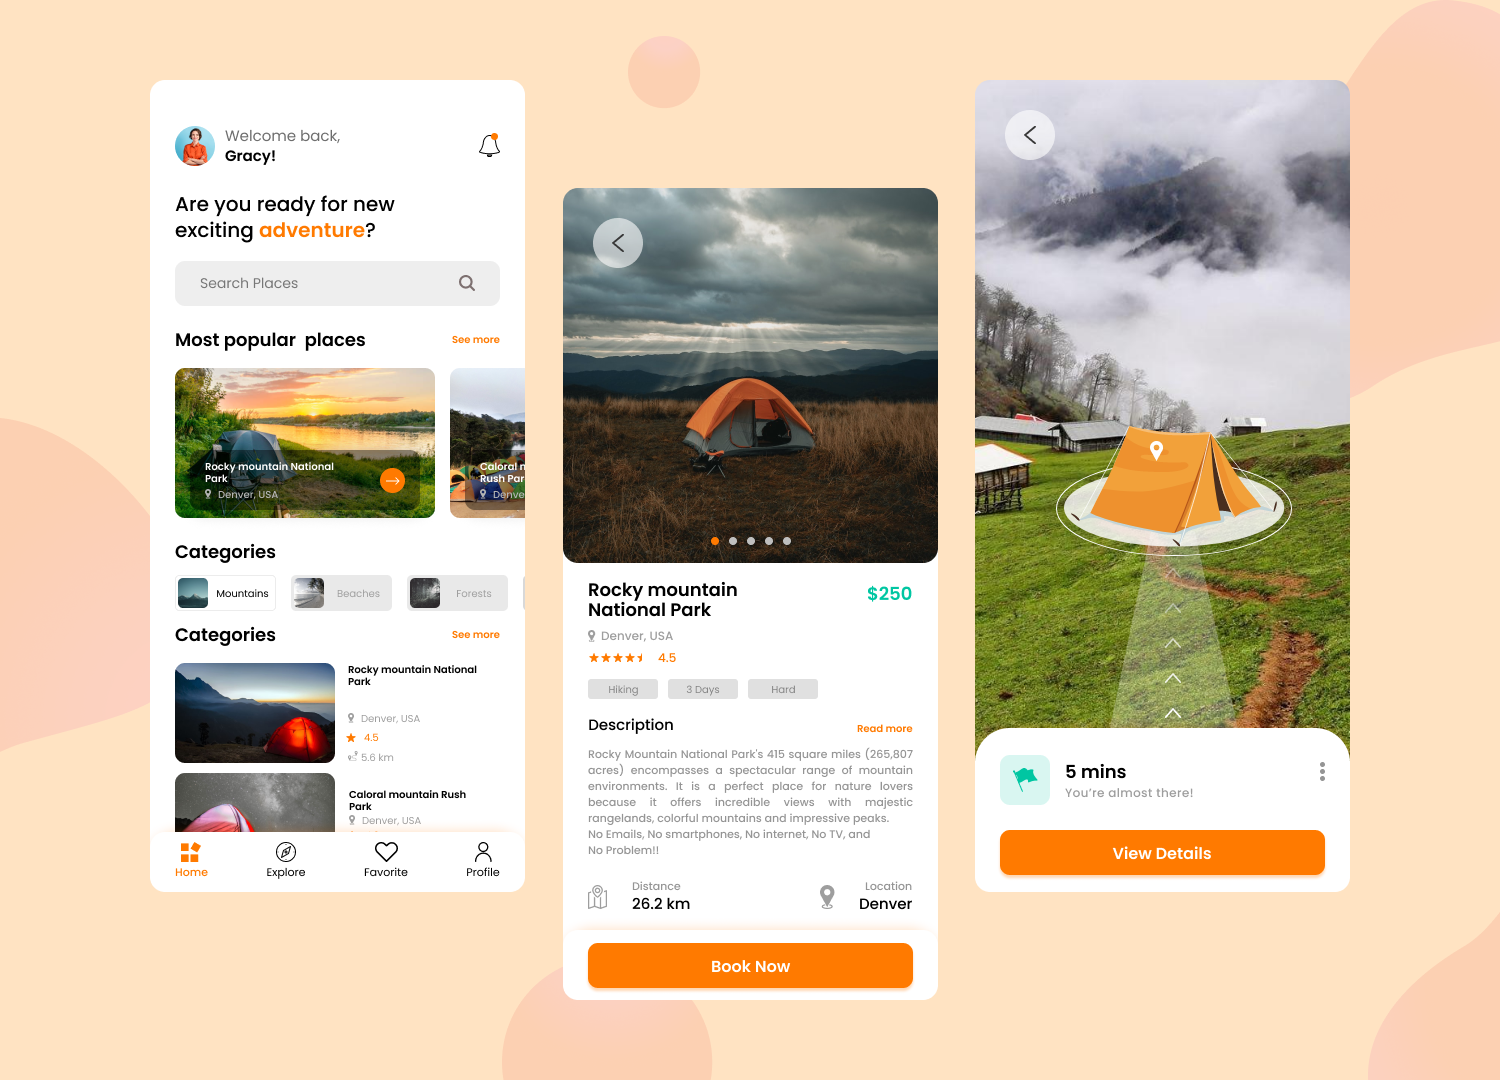 Welcome back,
Gracy!
Are you ready for new
exciting adventure?
Search Places
Most popular places
See more
Rocky mountain National
Park
Denver, USA
Caloral m
Rush Par
Denve
Categories
Mountains
Beaches
Forests
Categories
See more
Rocky mountain National
Park
Denver, USA
4.5
5.6 km
Caloral mountain Rush
Park
Denver, USA
Home
Explore
Favorite
Profile
Rocky mountain
National Park
$250
Denver, USA
4.5
Hiking
3 Days
Hard
Description
Read more
Rocky Mountain National Park's 415 square miles (265,807
acres) encompasses a spectacular range of mountain
environments. It is a perfect place for nature lovers
because it offers incredible views with majestic
rangelands, colorful mountains and impressive peaks.
No Emails, No smartphones, No internet, No TV, and
No Problem!!
Distance
26.2 km
Location
Denver
Book Now
5 mins
You're almost there!
View Details